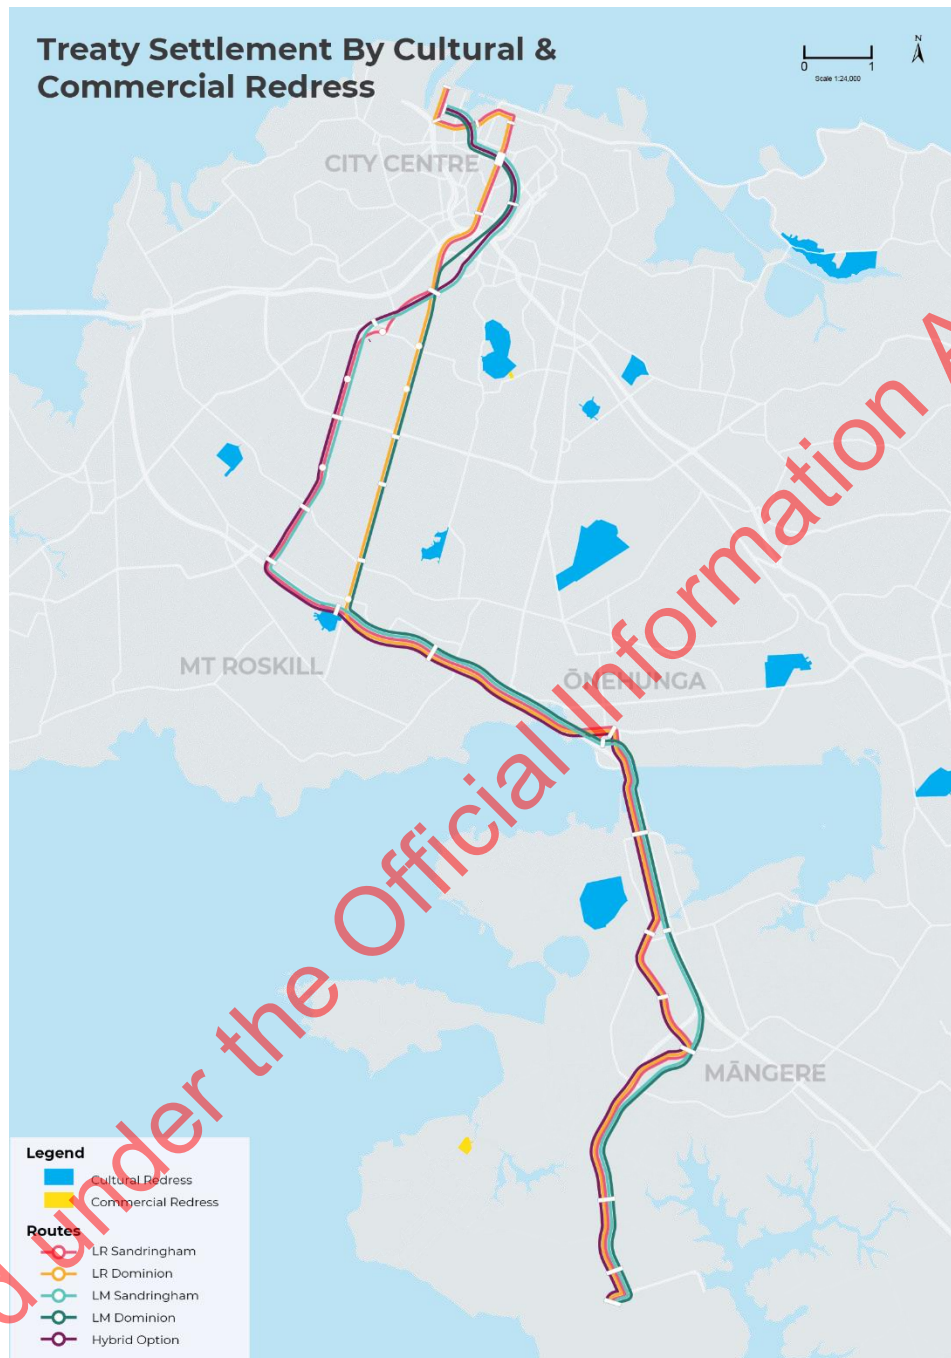 Treaty Settlement By Cultural &
Commercial Redress
N
0 1
Scale 1:24,000
CITY CENTRE
MT ROSKILL
ŌNEHUNGA
MĀNGERE
Legend
Cultural Redress
Commercial Redress
Routes
LR Sandringham
LR Dominion
LM Sandringham
LM Dominion
Hybrid Option
under the Official Information